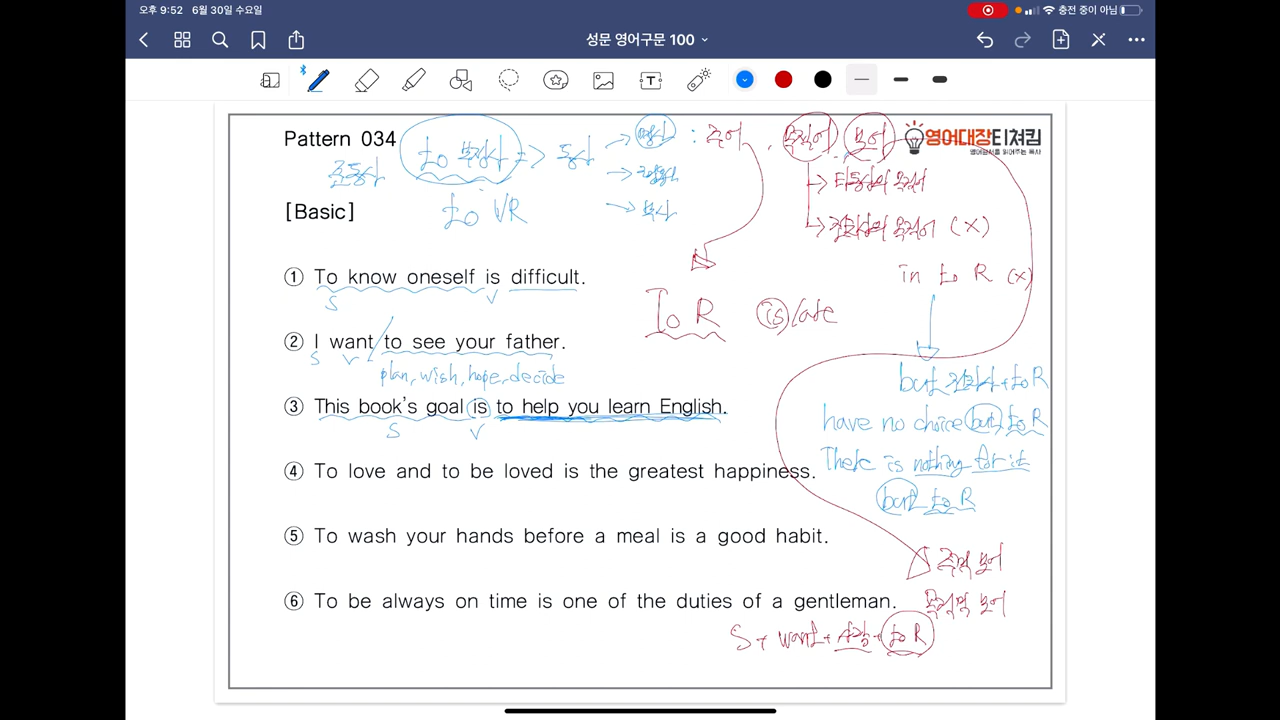 오후 9:52 6월 30일 수요일
충전 중이 아님
성문 영어구문 100
Pattern 034
to 부정사 => 동사
명사 : 주어, 목적어 보어
영어대장티쳐킴
영어원서를 읽어주는 목사
준동사
부사
타동사의 목적어
to VR
[Basic]
전치사의 목적어 (X)
in to R (X)
① To know oneself is difficult.
S V
To R is/are
② I want to see your father.
S V
plan, wish, hope, decide
but 전치사+to R
③ This book's goal is to help you learn English.
S V
have no choice but to R
④ To love and to be loved is the greatest happiness.
There is nothing for it
but to R
⑤ To wash your hands before a meal is a good habit.
주격 보어
⑥ To be always on time is one of the duties of a gentleman.
목적격 보어
S + want + 사람 + to R